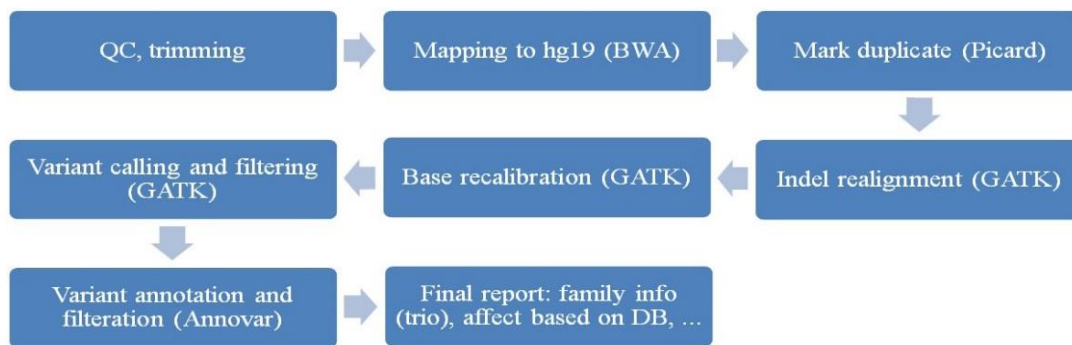 QC, trimming
Mapping to hg19 (BWA)
Mark duplicate (Picard)
Indel realignment (GATK)
Base recalibration (GATK)
Variant calling and filtering
(GATK)
Variant annotation and
filteration (Annovar)
Final report: family info
(trio), affect based on DB, ...